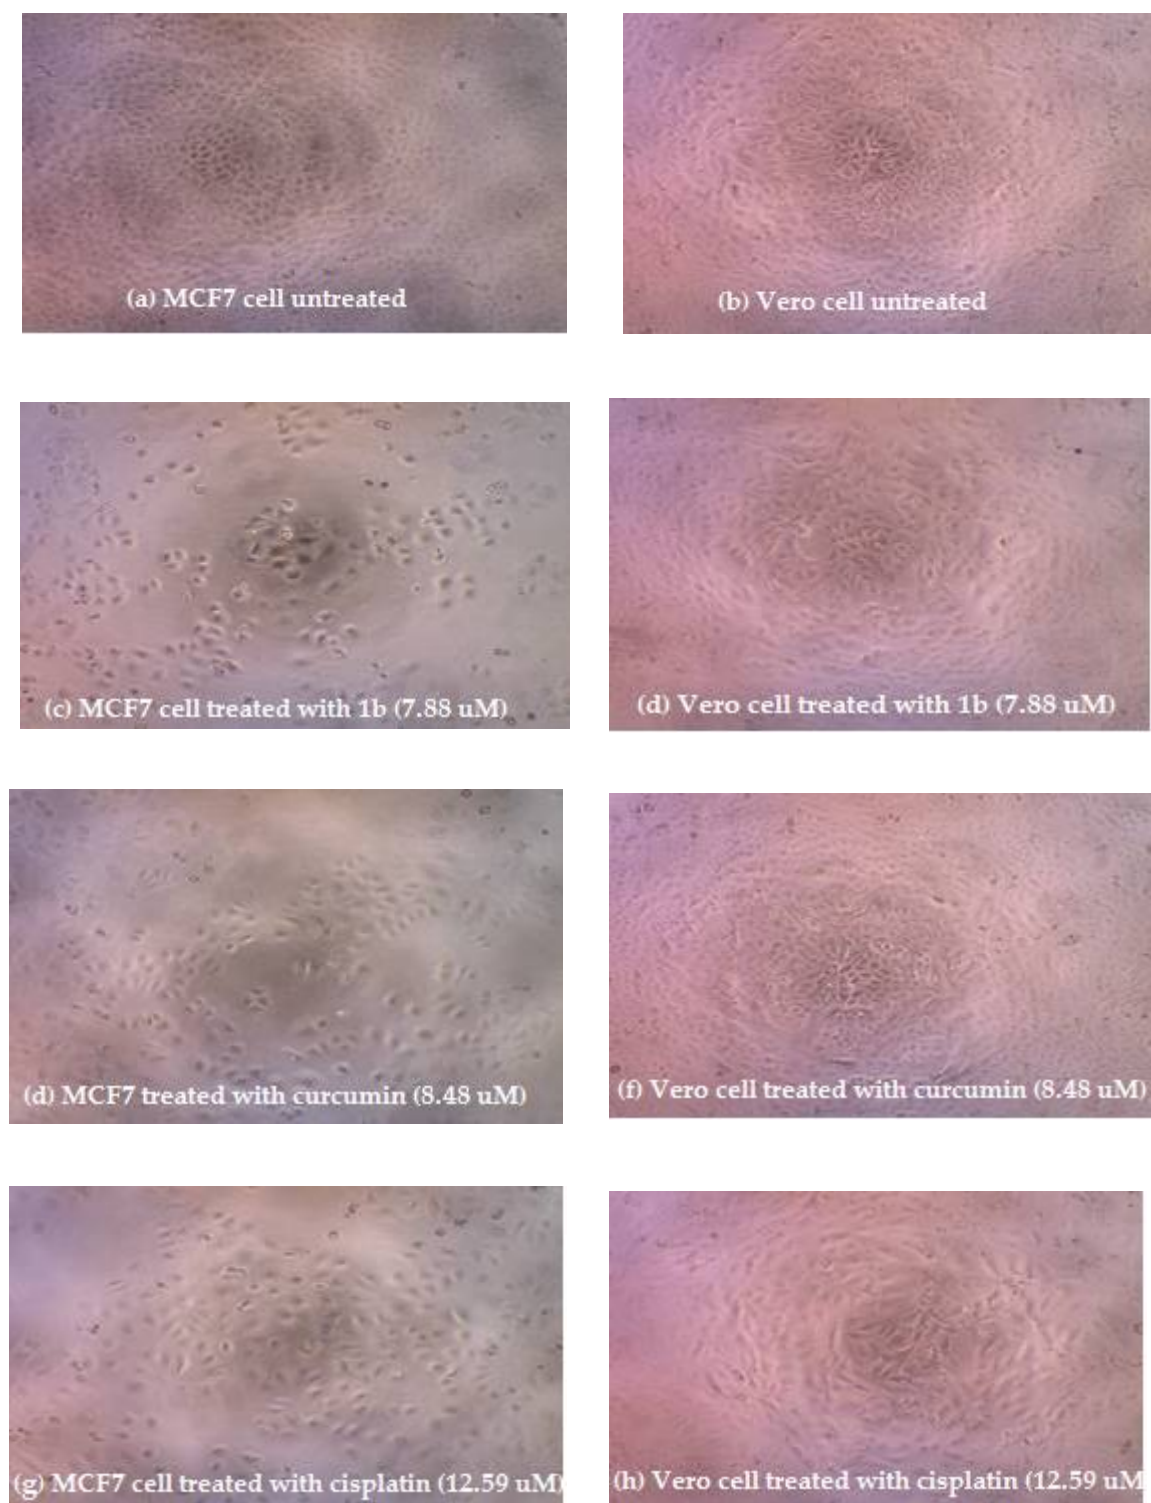 (a) MCF7 cell untreated
(b) Vero cell untreated
(c) MCF7 cell treated with 1b (7.88 uM)
(d) Vero cell treated with 1b (7.88 uM)
(d) MCF7 treated with curcumin (8.48 uM)
(f) Vero cell treated with curcumin (8.48 uM)
(g) MCF7 cell treated with cisplatin (12.59 uM)
(h) Vero cell treated with cisplatin (12.59 uM